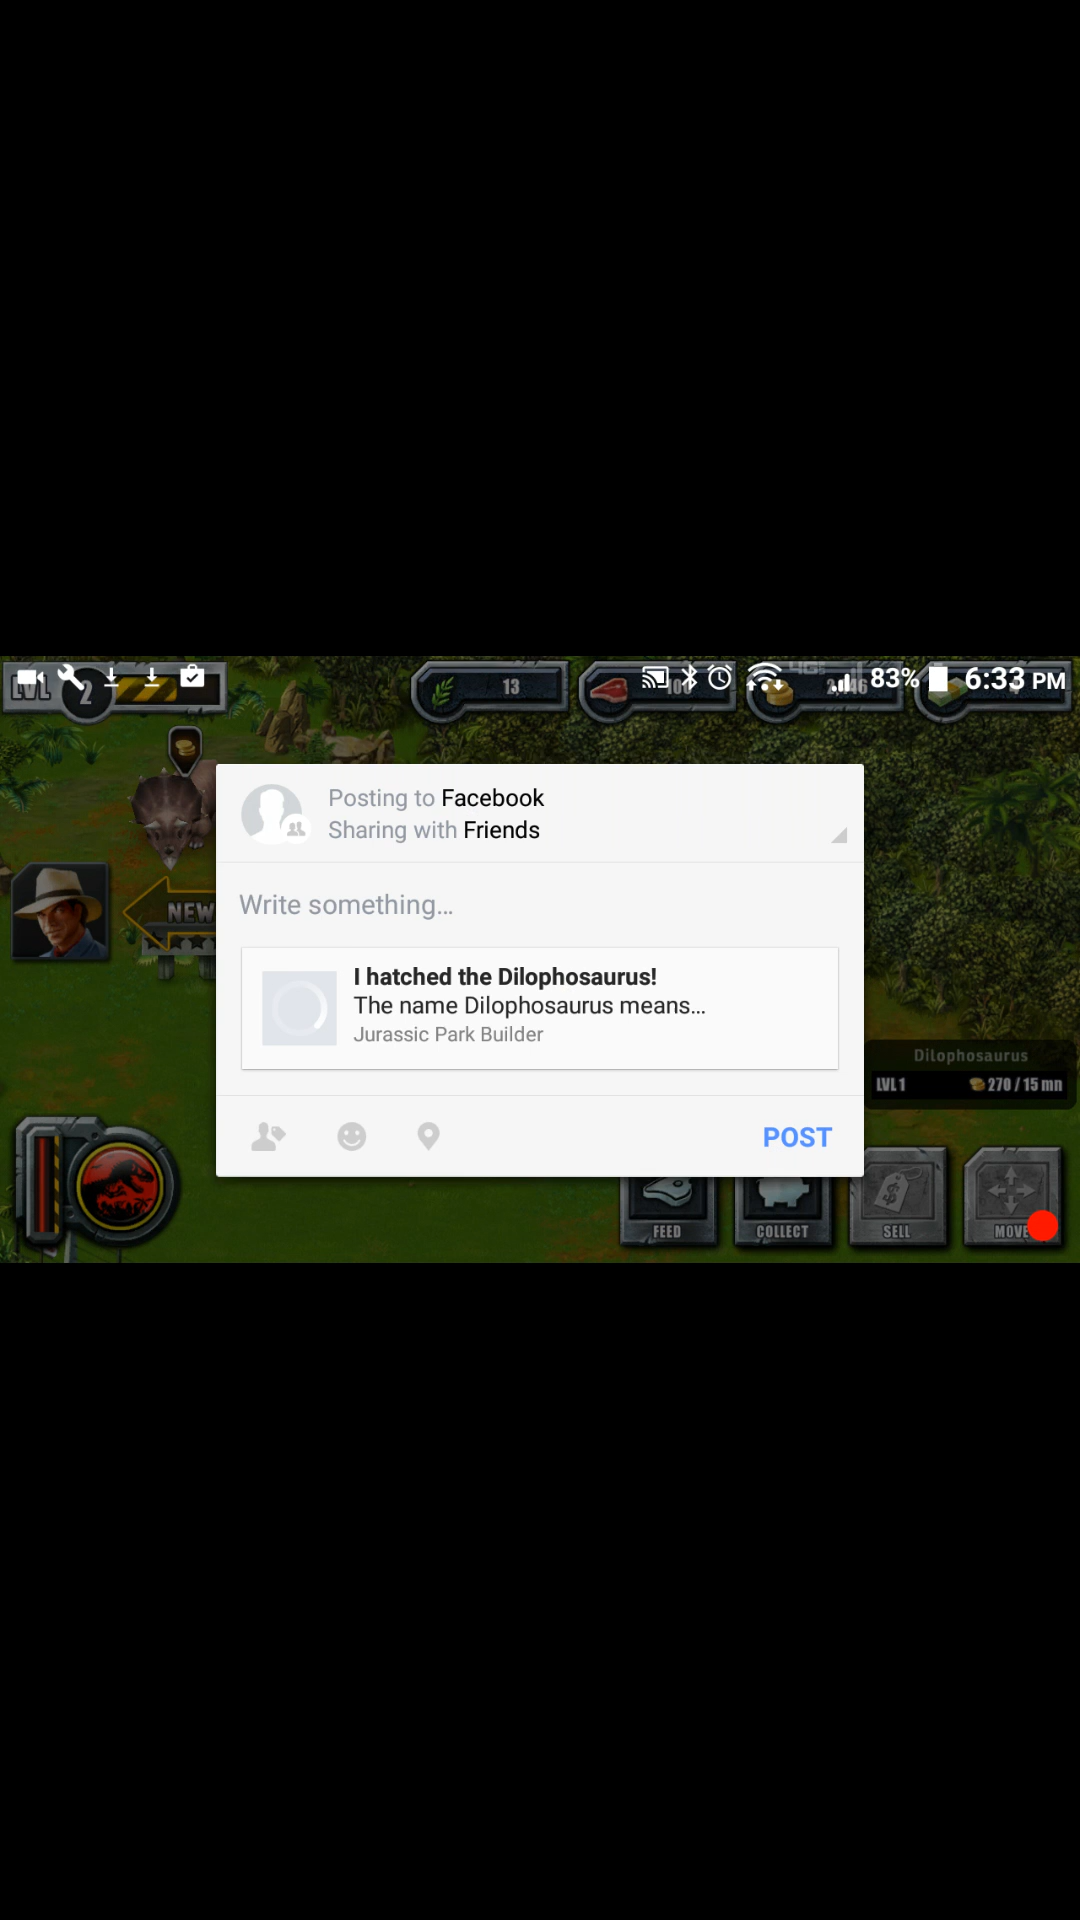 LVL 2
13
83% 6:33 PM
Posting to Facebook
Sharing with Friends
NEW
Write something...
I hatched the Dilophosaurus!
The name Dilophosaurus means...
Jurassic Park Builder
Dilophosaurus
LVL 1 270 / 15 mn
POST
FEED COLLECT SELL MOVE